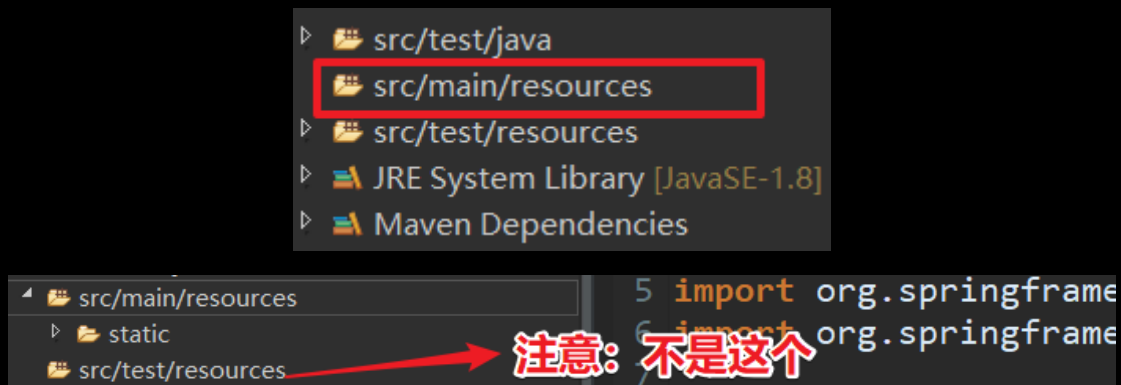 src/test/java
src/main/resources
src/test/resources
JRE System Library [JavaSE-1.8]
Maven Dependencies
src/main/resources
static
src/test/resources
5 import org.springframe
6 import org.springframe
注意：不是这个